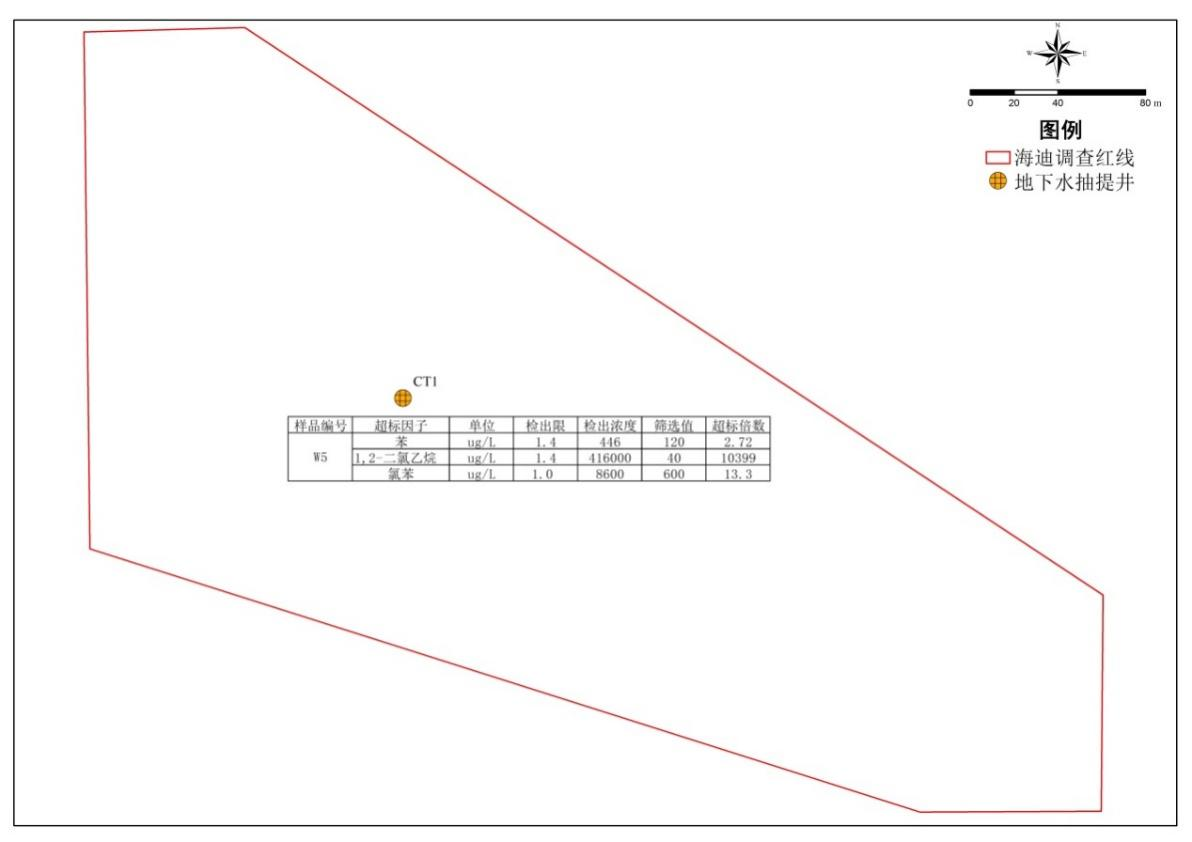 N
W E
S
0 20 40 80 m
图例
海迪调查红线
地下水抽提井
CT1
样品编号 超标因子 单位 检出限 检出浓度 筛选值 超标倍数
W5 苯 ug/L 1.4 446 120 2.72
1,2-二氯乙烷 ug/L 1.4 416000 40 10399
氯苯 ug/L 1.0 8600 600 13.3